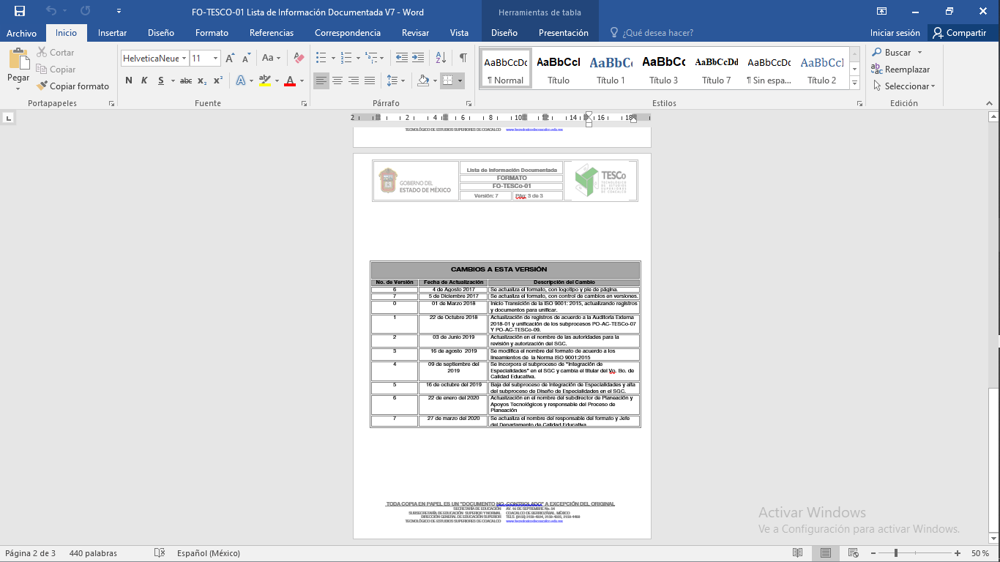 FO-TESCO-01 Lista de Información Documentada V7 - Word
Herramientas de tabla
Archivo Inicio Insertar Diseño Formato Referencias Correspondencia Revisar Vista Diseño Presentación ¿Qué desea hacer? Iniciar sesión Compartir
Pegar
Cortar
Copiar
Copiar formato
Portapapeles
HelveticaNeue 11
N K S abc x₂ x²
Fuente
Párrafo
AaBbCcDc ¶ Normal
AaBbCcI Título
AaBbCc Título 1
AaBbCc Título 3
AaBbCcDd Título 7
AaBbCcDc ¶ Sin espa...
AaBbCcI Título 2
Estilos
Buscar
Reemplazar
Seleccionar
Edición
2 2 4 6 8 10 14 16 18
TECNOLÓGICO DE ESTUDIOS SUPERIORES DE COACALCO www.tecnologicodecoacalco.edu.mx
GOBIERNO DEL
ESTADO DE MÉXICO
Lista de Información Documentada
FORMATO
FO-TESCo-01
Versión: 7 Pág: 3 de 3
TESCo
TECNOLÓGICO
DE ESTUDIOS
SUPERIORES
DE COACALCO
CAMBIOS A ESTA VERSIÓN
No. de Versión Fecha de Actualización Descripción del Cambio
6 4 de Agosto 2017 Se actualiza el formato, con logotipo y pie de página.
7 5 de Diciembre 2017 Se actualiza el formato, con control de cambios en versiones.
0 01 de Marzo 2018 Inicio Transición de la ISO 9001: 2015, actualizando registros
y documentos para unificar.
1 22 de Octubre 2018 Actualización de registros de acuerdo a la Auditoría Externa
2018-01 y unificación de los subprocesos PO-AC-TESCo-07
Y PO-AC-TESCo-09.
2 03 de Junio 2019 Actualización en el nombre de las autoridades para la
revisión y autorización del SGC.
3 16 de agosto 2019 Se modifica el nombre del formato de acuerdo a los
lineamientos de la Norma ISO 9001:2015
4 09 de septiembre del
2019
Se incorpora el subproceso de "Integración de
Especialidades" en el SGC y cambia el titular del Vo. Bo. de
Calidad Educativa.
5 16 de octubre del 2019 Baja del subproceso de Integración de Especialidades y alta
del subproceso de Diseño de Especialidades en el SGC.
6 22 de enero del 2020 Actualización en el nombre del subdirector de Planeación y
Apoyos Tecnológicos y responsable del Proceso de
Planeación
7 27 de marzo del 2020 Se actualiza el nombre del responsable del formato y Jefe
del Departamento de Calidad Educativa
TODA COPIA EN PAPEL ES UN "DOCUMENTO NO CONTROLADO" A EXCEPCIÓN DEL ORIGINAL
SECRETARÍA DE EDUCACIÓN AV. 16 DE SEPTIEMBRE No. 54
SUBSECRETARÍA DE EDUCACIÓN SUPERIOR Y NORMAL COACALCO DE BERRIOZÁBAL, MÉXICO
DIRECCIÓN GENERAL DE EDUCACIÓN SUPERIOR
TECNOLÓGICO DE ESTUDIOS SUPERIORES DE COACALCO www.tecnologicodecoacalco.edu.mx
Activar Windows
Ve a Configuración para activar Windows.
Página 2 de 3 440 palabras Español (México) 50 %